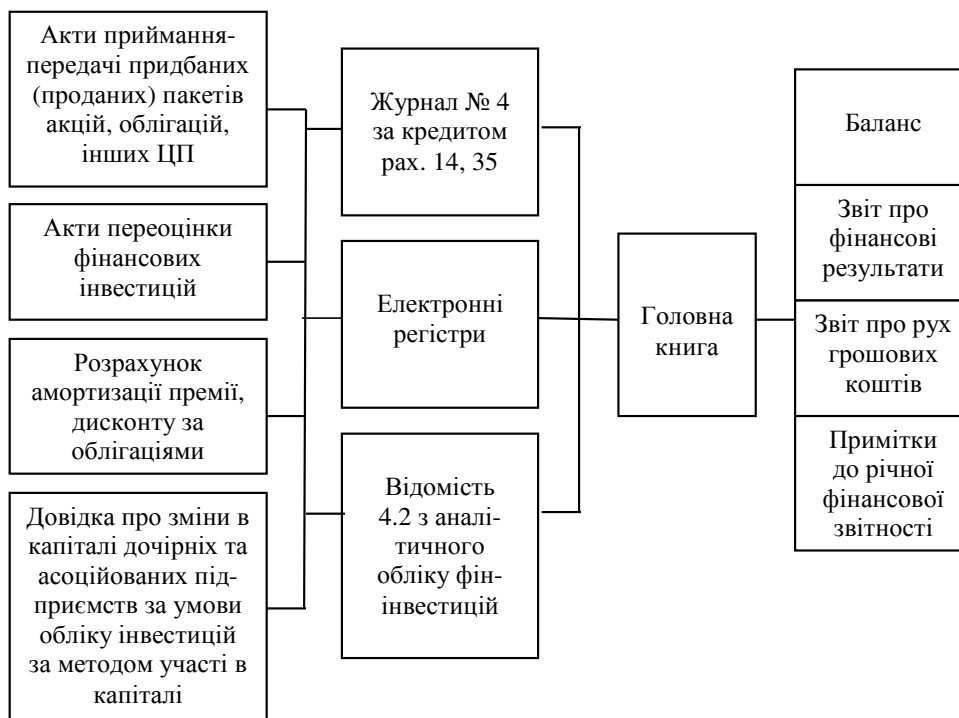 Акти приймання-
передачі придбаних
(проданих) пакетів
акцій, облігацій,
інших ЦП
Акти переоцінки
фінансових
інвестицій
Розрахунок
амортизації премії,
дисконту за
облігаціями
Довідка про зміни в
капіталі дочірніх та
асоційованих під-
приємств за умови
обліку інвестицій
за методом участі в
капіталі
Журнал № 4
за кредитом
рах. 14, 35
Електронні
регістри
Відомість
4.2 з аналі-
тичного
обліку фін-
інвестицій
Головна
книга
Баланс
Звіт про
фінансові
результати
Звіт про рух
грошових
коштів
Примітки
до річної
фінансової
звітності